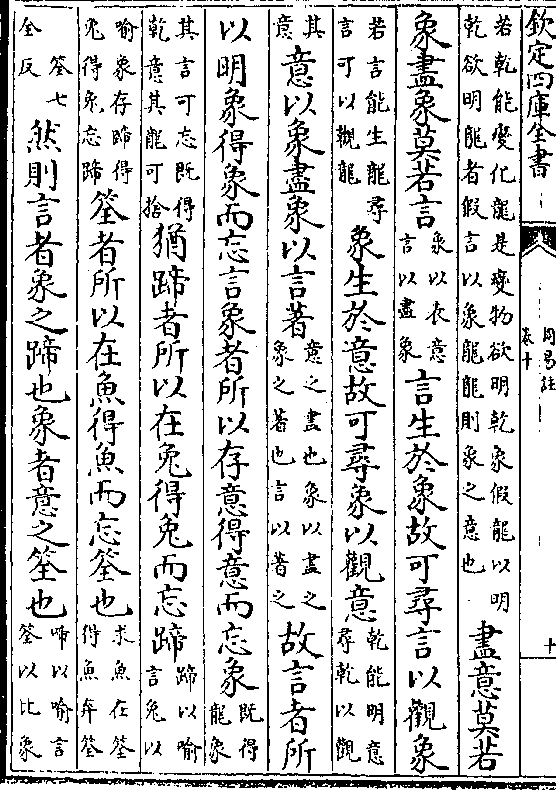 欽定四庫全書 周易註 卷十 十
若乾能變化龍是變物欲明乾象假龍以明乾欲明龍者假言以象龍龍則象之意也盡意莫若
象盡象莫若言象以衣意言以盡象言生於象故可尋言以觀象
若言能生龍尋言可以觀龍象生於意故可尋象以觀意乾能明意尋乾以觀
其意意以象盡象以言著意之盡也象以盡之象之著也言以著之故言者所
以明象得象而忘言象者所以存意得意而忘象既得龍象
其言可忘既得乾意其龍可捨猶蹄者所以在兔得兔而忘蹄蹄以喻言兔以
喻象存蹄得兔得兔忘蹄筌者所以在魚得魚而忘筌也求魚在筌得魚弃筌
筌七全反然則言者象之蹄也象者意之筌也蹄以喻言筌以比象